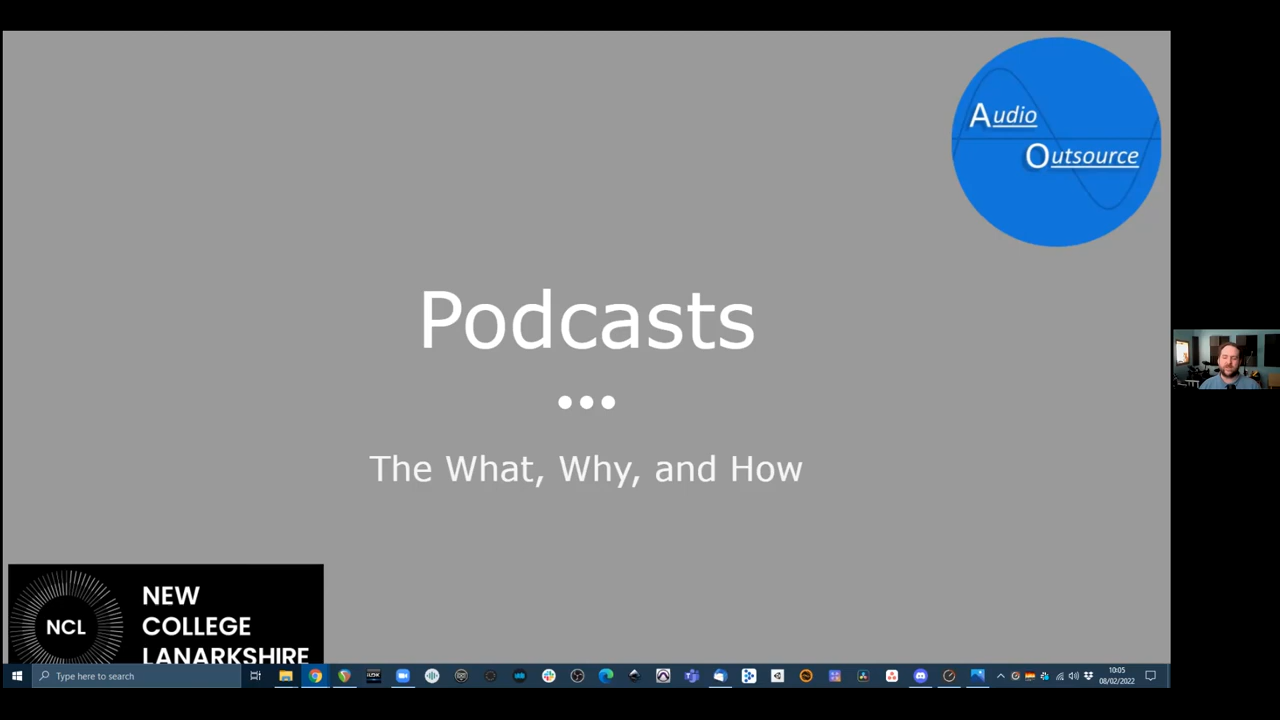 Audio
Outsource
Podcasts
The What, Why, and How
NCL
NEW
COLLEGE
LANARKSHIRE
Type here to search
10:05
08/02/2022